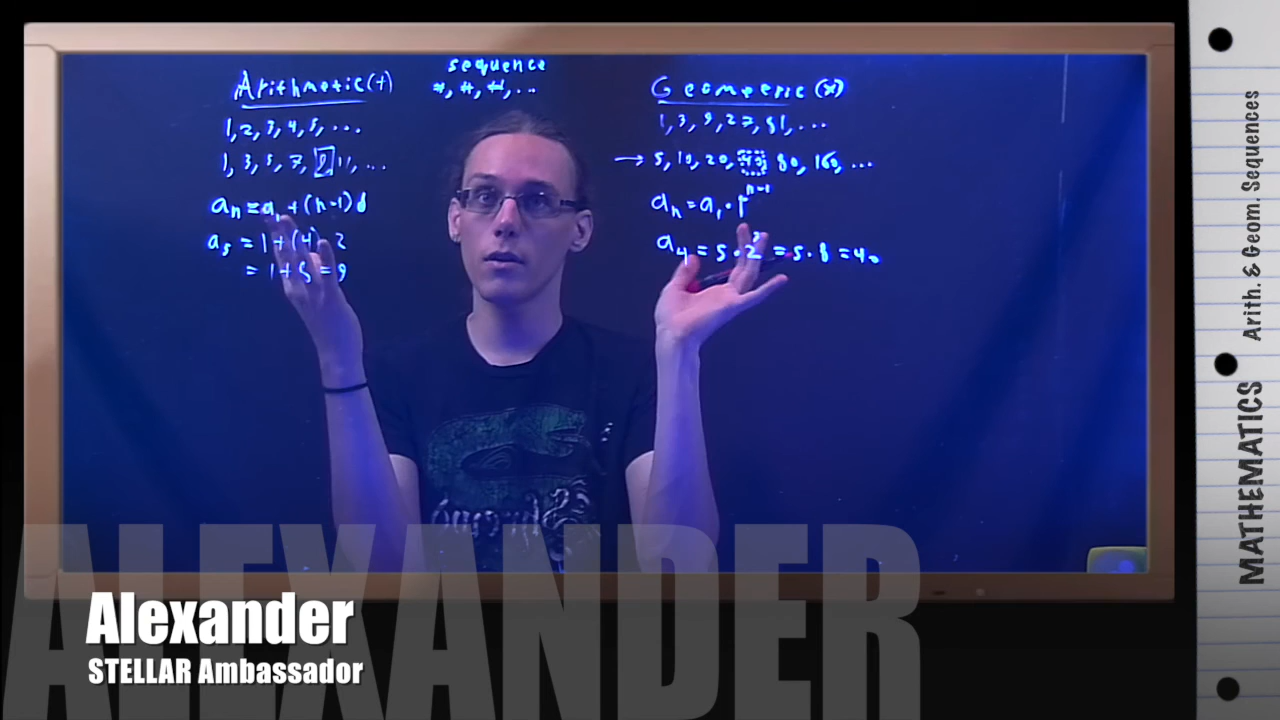 sequence
#, #, #, ...
Arithmetic (+)
1, 2, 3, 4, 5, ...
1, 3, 5, 7, 9, 11, ...
aₙ = a₁ + (n-1) d
a₅ = 1 + (4) 2
= 1 + 8 = 9
Geometric (x)
1, 3, 9, 27, 81, ...
→ 5, 10, 20, 40, 80, 160, ...
aₙ = a₁ · rⁿ⁻¹
a₄ = 5 · 2³ = 5 · 8 = 40
ALEXANDER
Alexander
STELLAR Ambassador
MATHEMATICS Arith. & Geom. Sequences